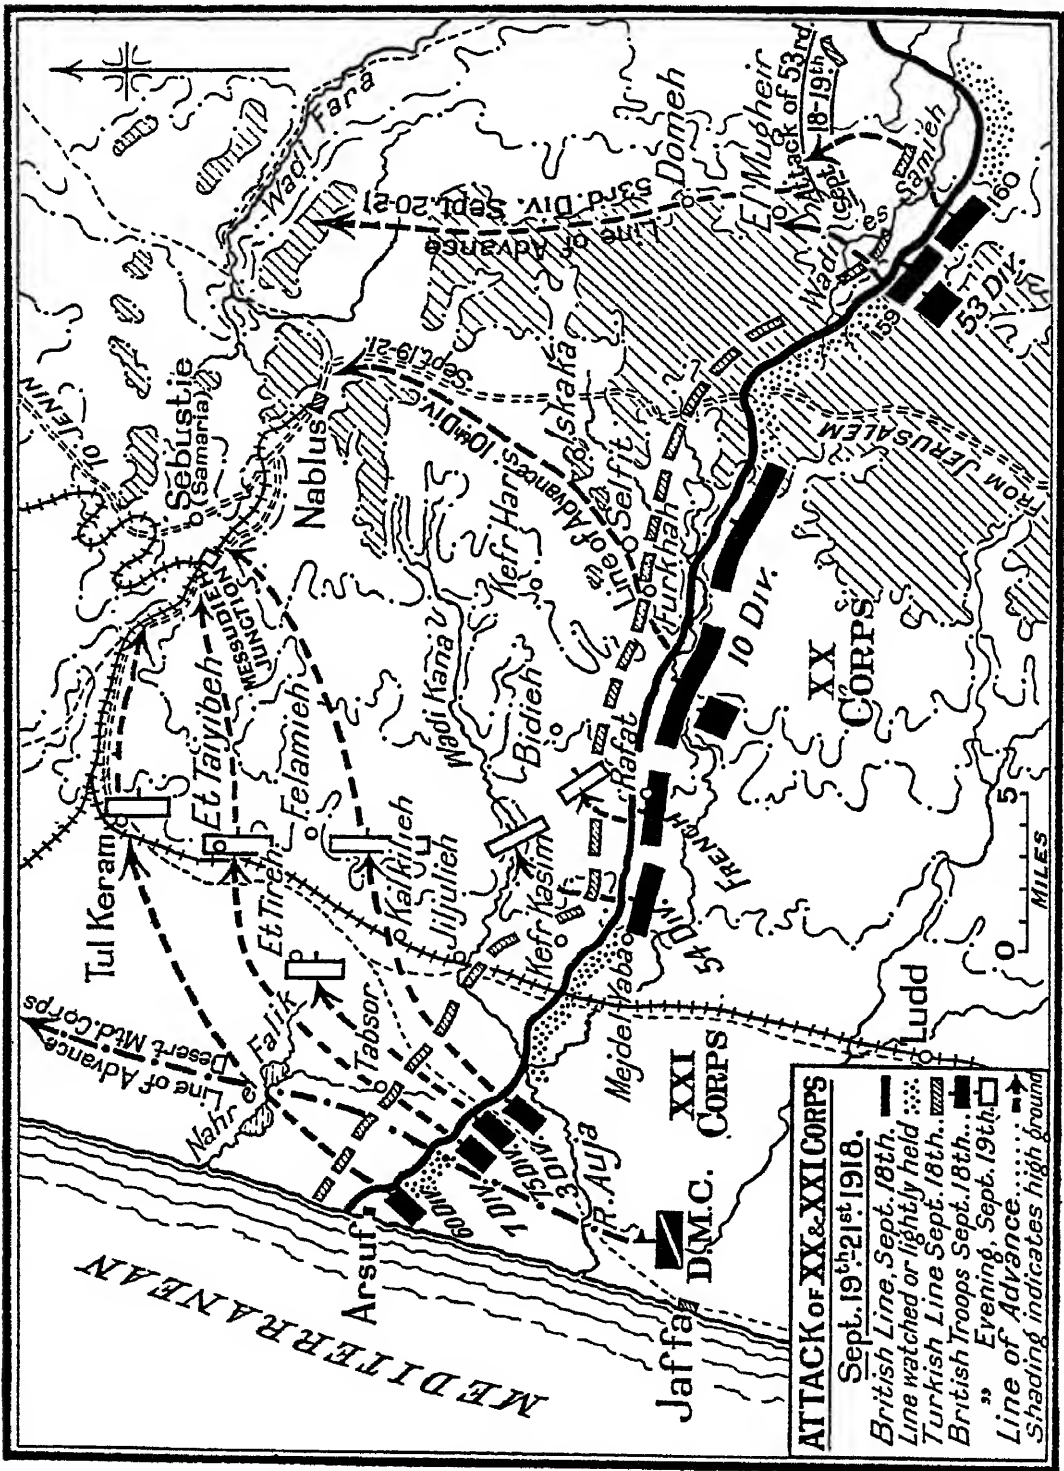 ATTACK OF XX & XXI CORPS
Sept. 19th-21st 1918.
British Line, Sept. 18th.
Line watched or lightly held
Turkish Line Sept. 18th...
British Troops Sept. 18th....
„ Evening, Sept. 19th.
Line of Advance......
Shading indicates high ground
MEDITERRANEAN
Jaffa
Arsuf
D.M.C.
R. Auja
60 Div.
7 Div.
75 Div.
3 Div.
XXI
CORPS
Ludd
0 5
MILES
Nahr el Falik
Line of Advance
Desert Mtd. Corps
Tabsor
Tul Keram
Et Tireh
Et Taiyibeh
Felamieh
Kalkilieh
Jiljulieh
Kefr Kasim
Mejdel Yaba
54 Div.
FRENCH
Rafat
Bidieh
Wadi Kana
Kefr Haris
10 DIV.
XX
CORPS
Furkhah
Selfit
Iskaka
Line of Advance 10th Div. Sept. 19-21
MESSUDIEH
JUNCTION
Sebustie
(Samaria)
TO JENIN
Nablus
FROM JERUSALEM
Wadi Fara
Line of Advance
53rd. Div. Sept. 20-21
Domeh
El Mugheir
Attack of 53rd.
(Sept. 18-19th.)
Wadi es Samieh
159
160
53 DIV.